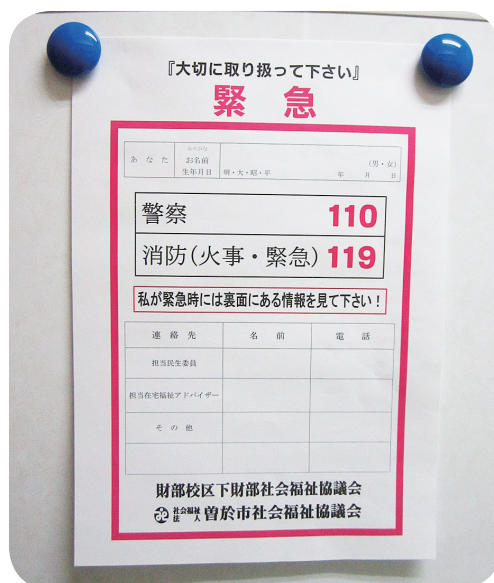 『大切に取り扱って下さい』
緊急
ふりがな
あなた お名前 (男・女)
生年月日 明・大・昭・平 年 月 日
警察 110
消防(火事・緊急) 119
私が緊急時には裏面にある情報を見て下さい!
連絡先 名前 電話
担当民生委員
担当在宅福祉アドバイザー
その他
財部校区下財部社会福祉協議会
社会福祉法人 曽於市社会福祉協議会